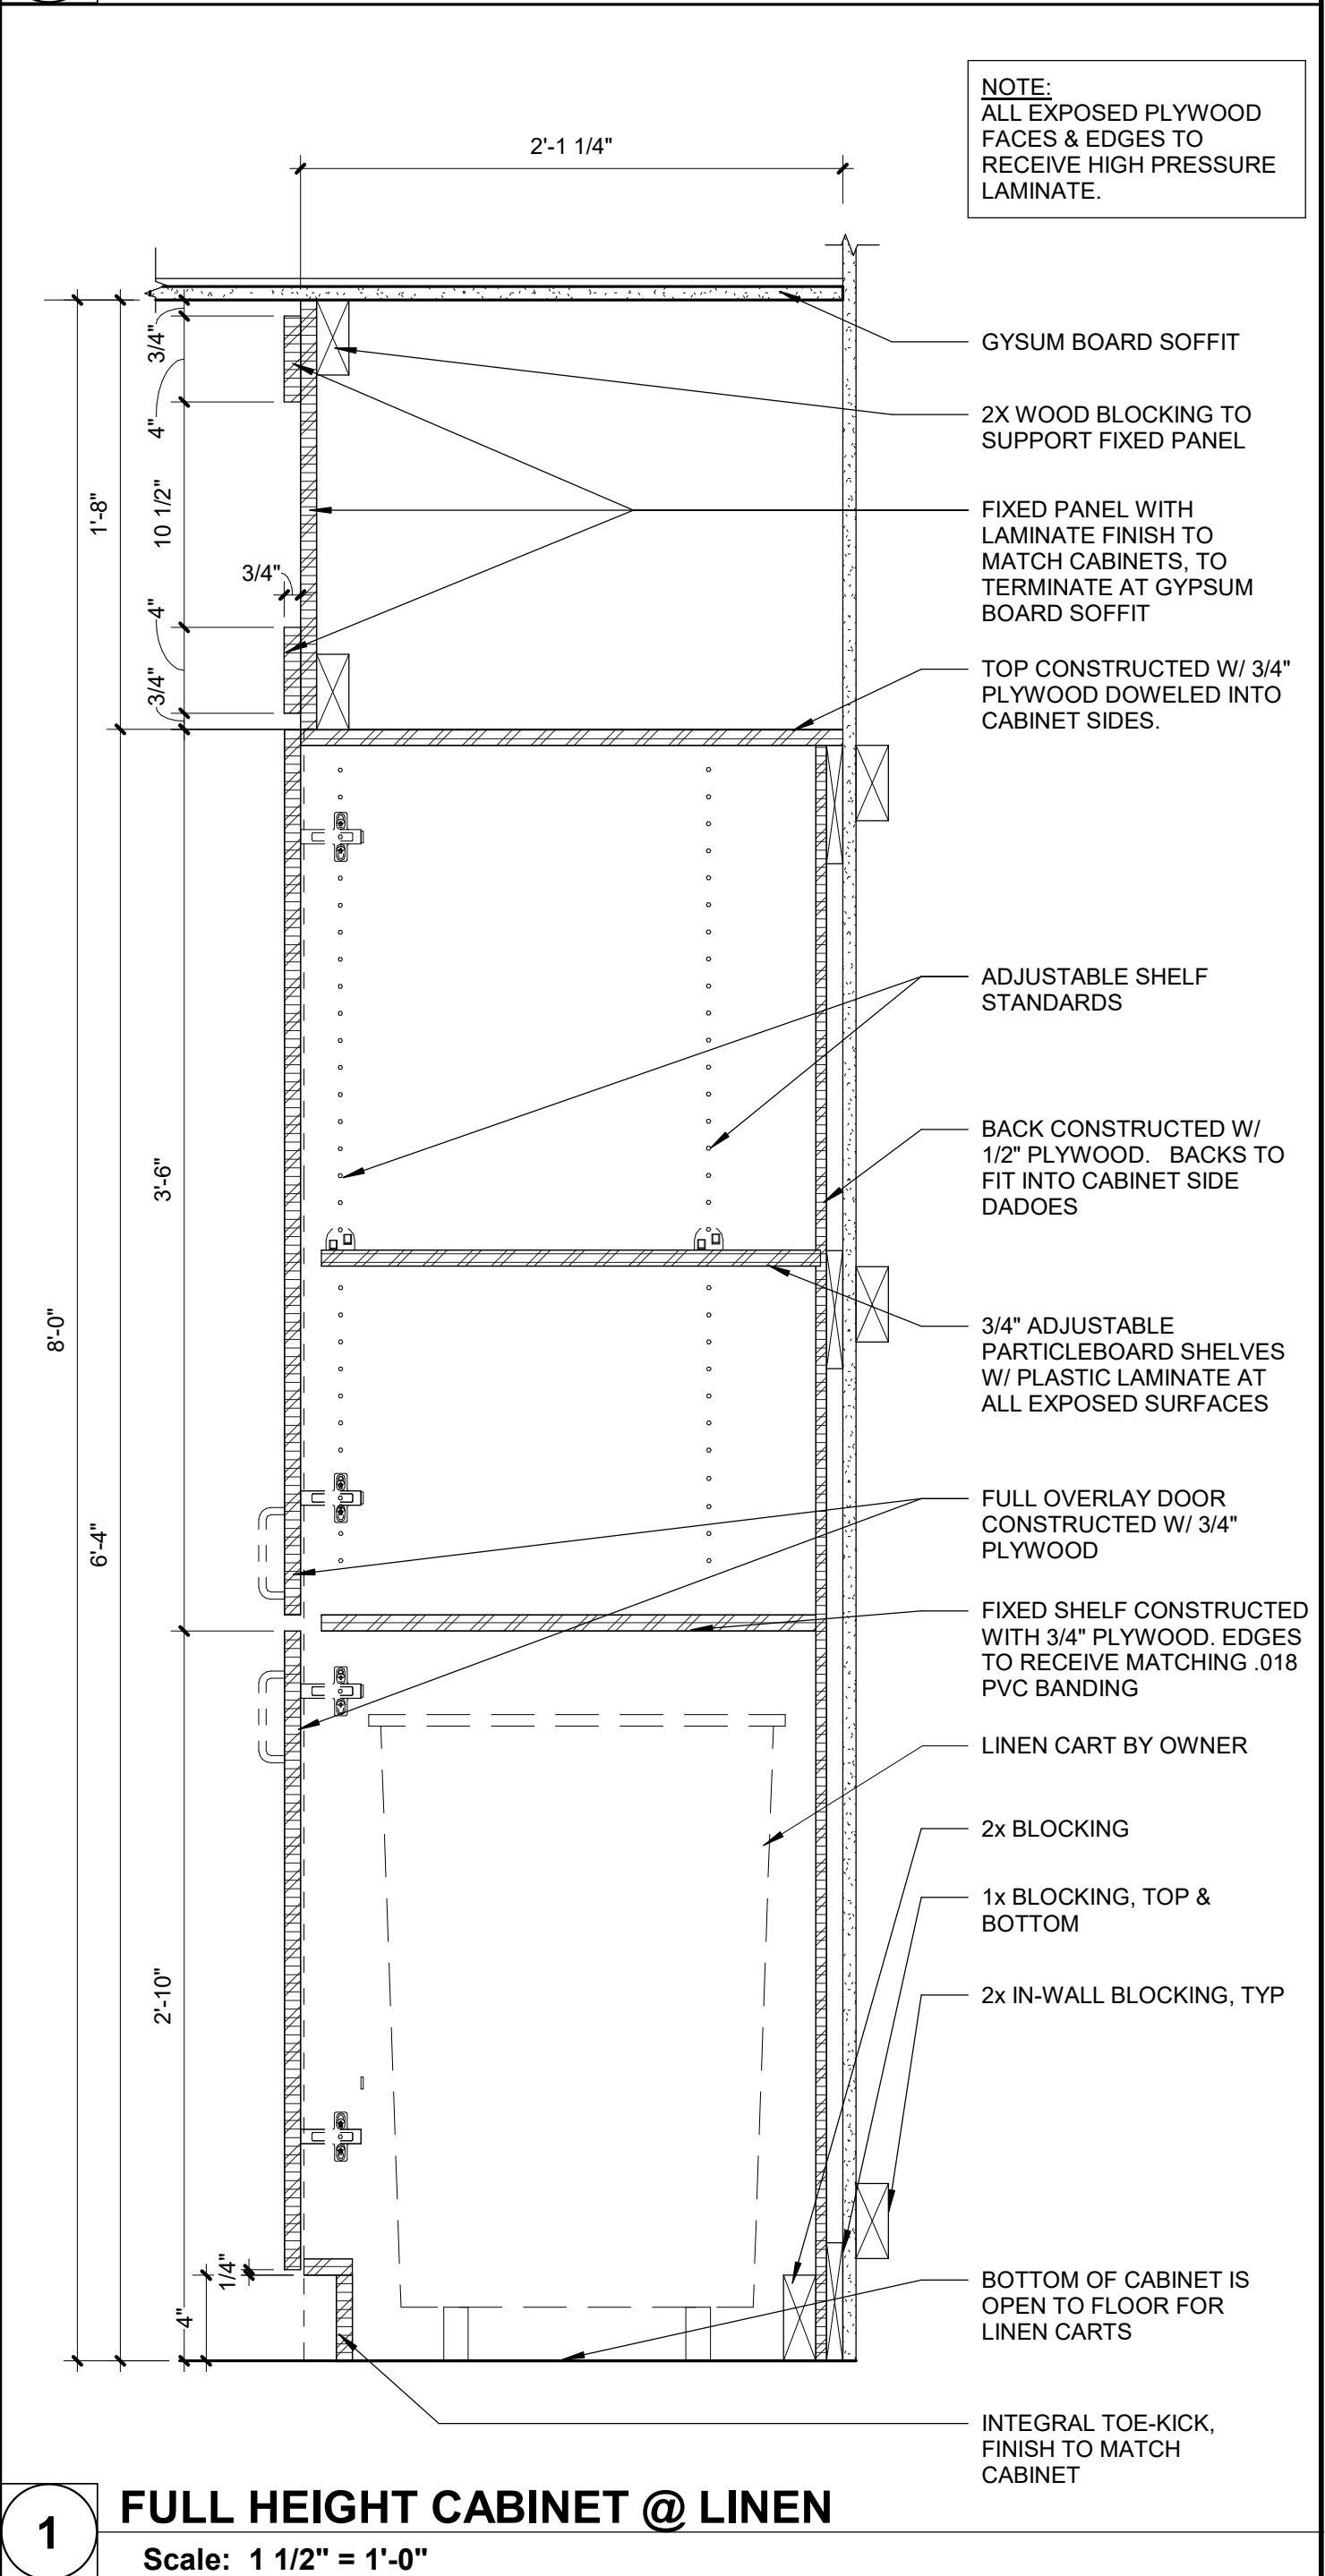 NOTE:
ALL EXPOSED PLYWOOD
FACES & EDGES TO
RECEIVE HIGH PRESSURE
LAMINATE.
2'-1 1/4"
GYSUM BOARD SOFFIT
2X WOOD BLOCKING TO
SUPPORT FIXED PANEL
FIXED PANEL WITH
LAMINATE FINISH TO
MATCH CABINETS, TO
TERMINATE AT GYPSUM
BOARD SOFFIT
TOP CONSTRUCTED W/ 3/4"
PLYWOOD DOWELED INTO
CABINET SIDES.
ADJUSTABLE SHELF
STANDARDS
BACK CONSTRUCTED W/
1/2" PLYWOOD. BACKS TO
FIT INTO CABINET SIDE
DADOES
3/4" ADJUSTABLE
PARTICLEBOARD SHELVES
W/ PLASTIC LAMINATE AT
ALL EXPOSED SURFACES
FULL OVERLAY DOOR
CONSTRUCTED W/ 3/4"
PLYWOOD
FIXED SHELF CONSTRUCTED
WITH 3/4" PLYWOOD. EDGES
TO RECEIVE MATCHING .018
PVC BANDING
LINEN CART BY OWNER
2x BLOCKING
1x BLOCKING, TOP &
BOTTOM
2x IN-WALL BLOCKING, TYP
BOTTOM OF CABINET IS
OPEN TO FLOOR FOR
LINEN CARTS
INTEGRAL TOE-KICK,
FINISH TO MATCH
CABINET
3/4"
4"
10 1/2"
4"
3/4"
3/4"
1'-8"
3'-6"
8'-0"
6'-4"
2'-10"
1/4"
4"
1
FULL HEIGHT CABINET @ LINEN
Scale: 1 1/2" = 1'-0"